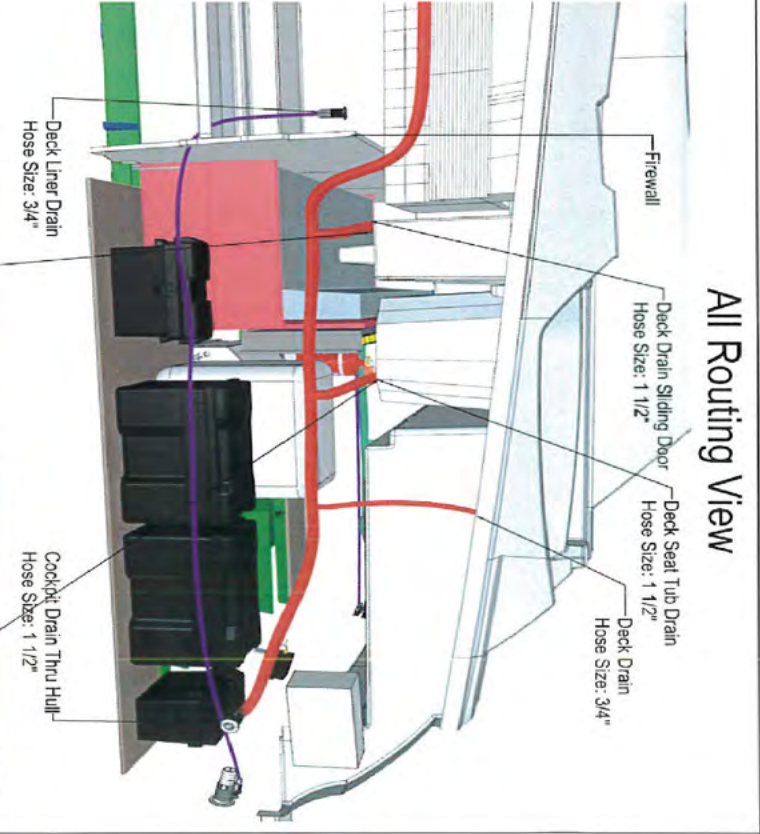 All Routing View
Deck Drain
Hose Size: 3/4"
Deck Seat Tub Drain
Hose Size: 1 1/2"
Deck Drain Sliding Door
Hose Size: 1 1/2"
Firewall
Deck Liner Drain
Hose Size: 3/4"
Cockpit Drain Thru Hull
Hose Size: 1 1/2"